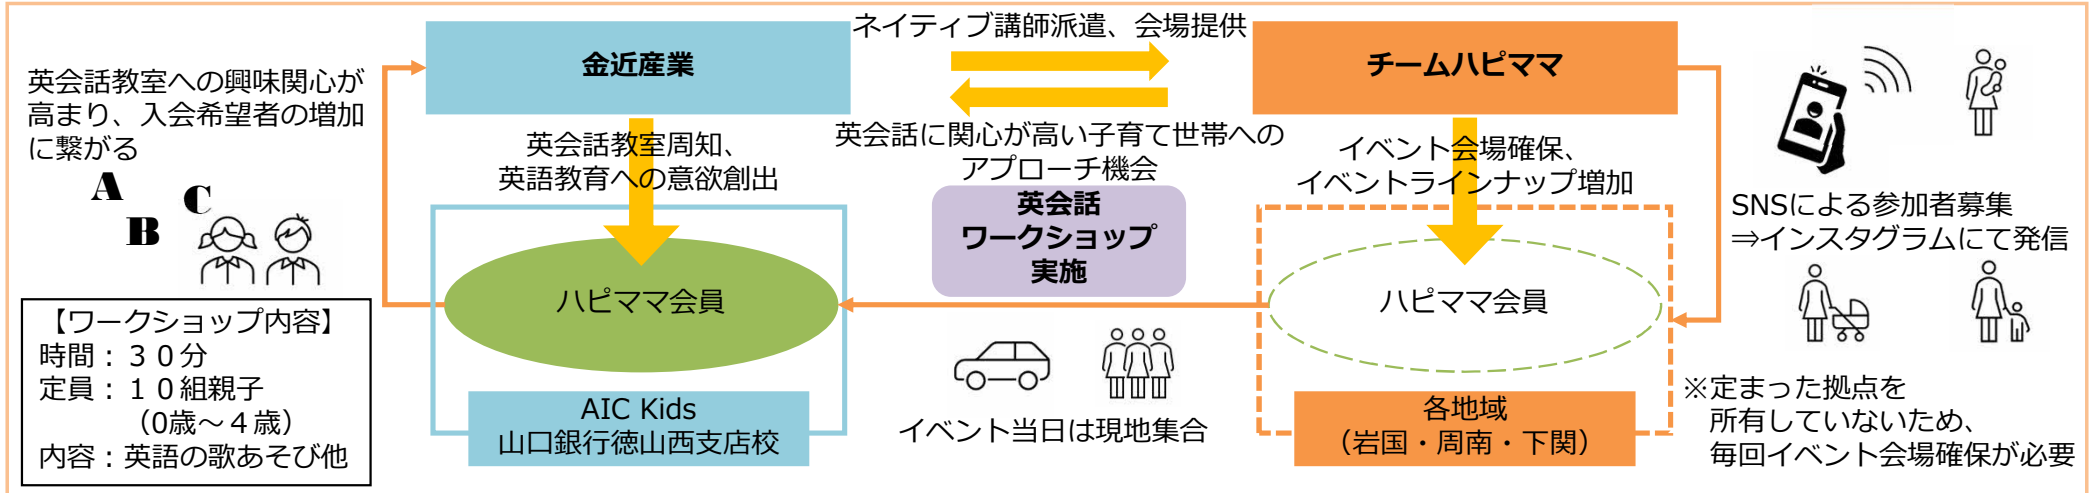 ネイティブ講師派遣、会場提供
金近産業
チームハピママ
英会話教室への興味関心が
高まり、入会希望者の増加
に繋がる
A
B
C
英会話教室周知、
英語教育への意欲創出
英会話に関心が高い子育て世帯への
アプローチ機会
イベント会場確保、
イベントラインナップ増加
英会話
ワークショップ
実施
SNSによる参加者募集
⇒インスタグラムにて発信
ハピママ会員
ハピママ会員
【ワークショップ内容】
時間：３０分
定員：１０組親子
（0歳～４歳）
内容：英語の歌あそび他
AIC Kids
山口銀行徳山西支店校
イベント当日は現地集合
各地域
（岩国・周南・下関）
※定まった拠点を
所有していないため、
毎回イベント会場確保が必要